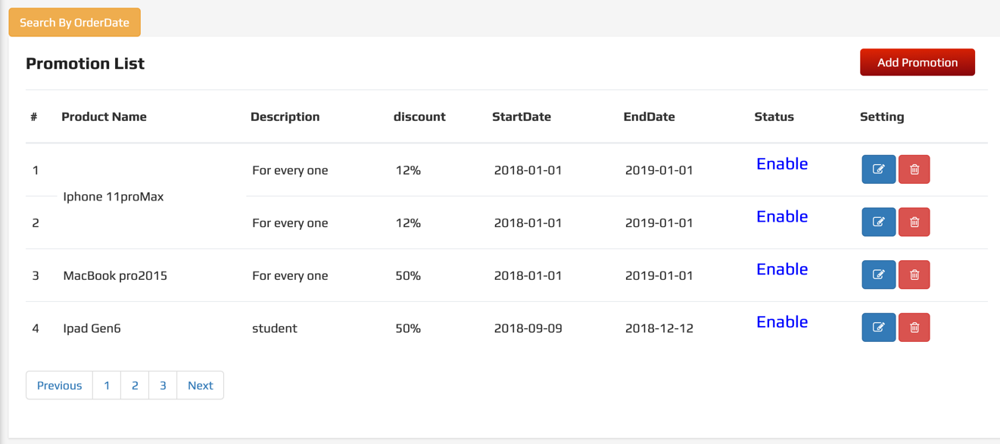 Search By OrderDate
Promotion List
Add Promotion
# Product Name Description discount StartDate EndDate Status Setting
1 Iphone 11proMax For every one 12% 2018-01-01 2019-01-01 Enable
2 For every one 12% 2018-01-01 2019-01-01 Enable
3 MacBook pro2015 For every one 50% 2018-01-01 2019-01-01 Enable
4 Ipad Gen6 student 50% 2018-09-09 2018-12-12 Enable
Previous 1 2 3 Next